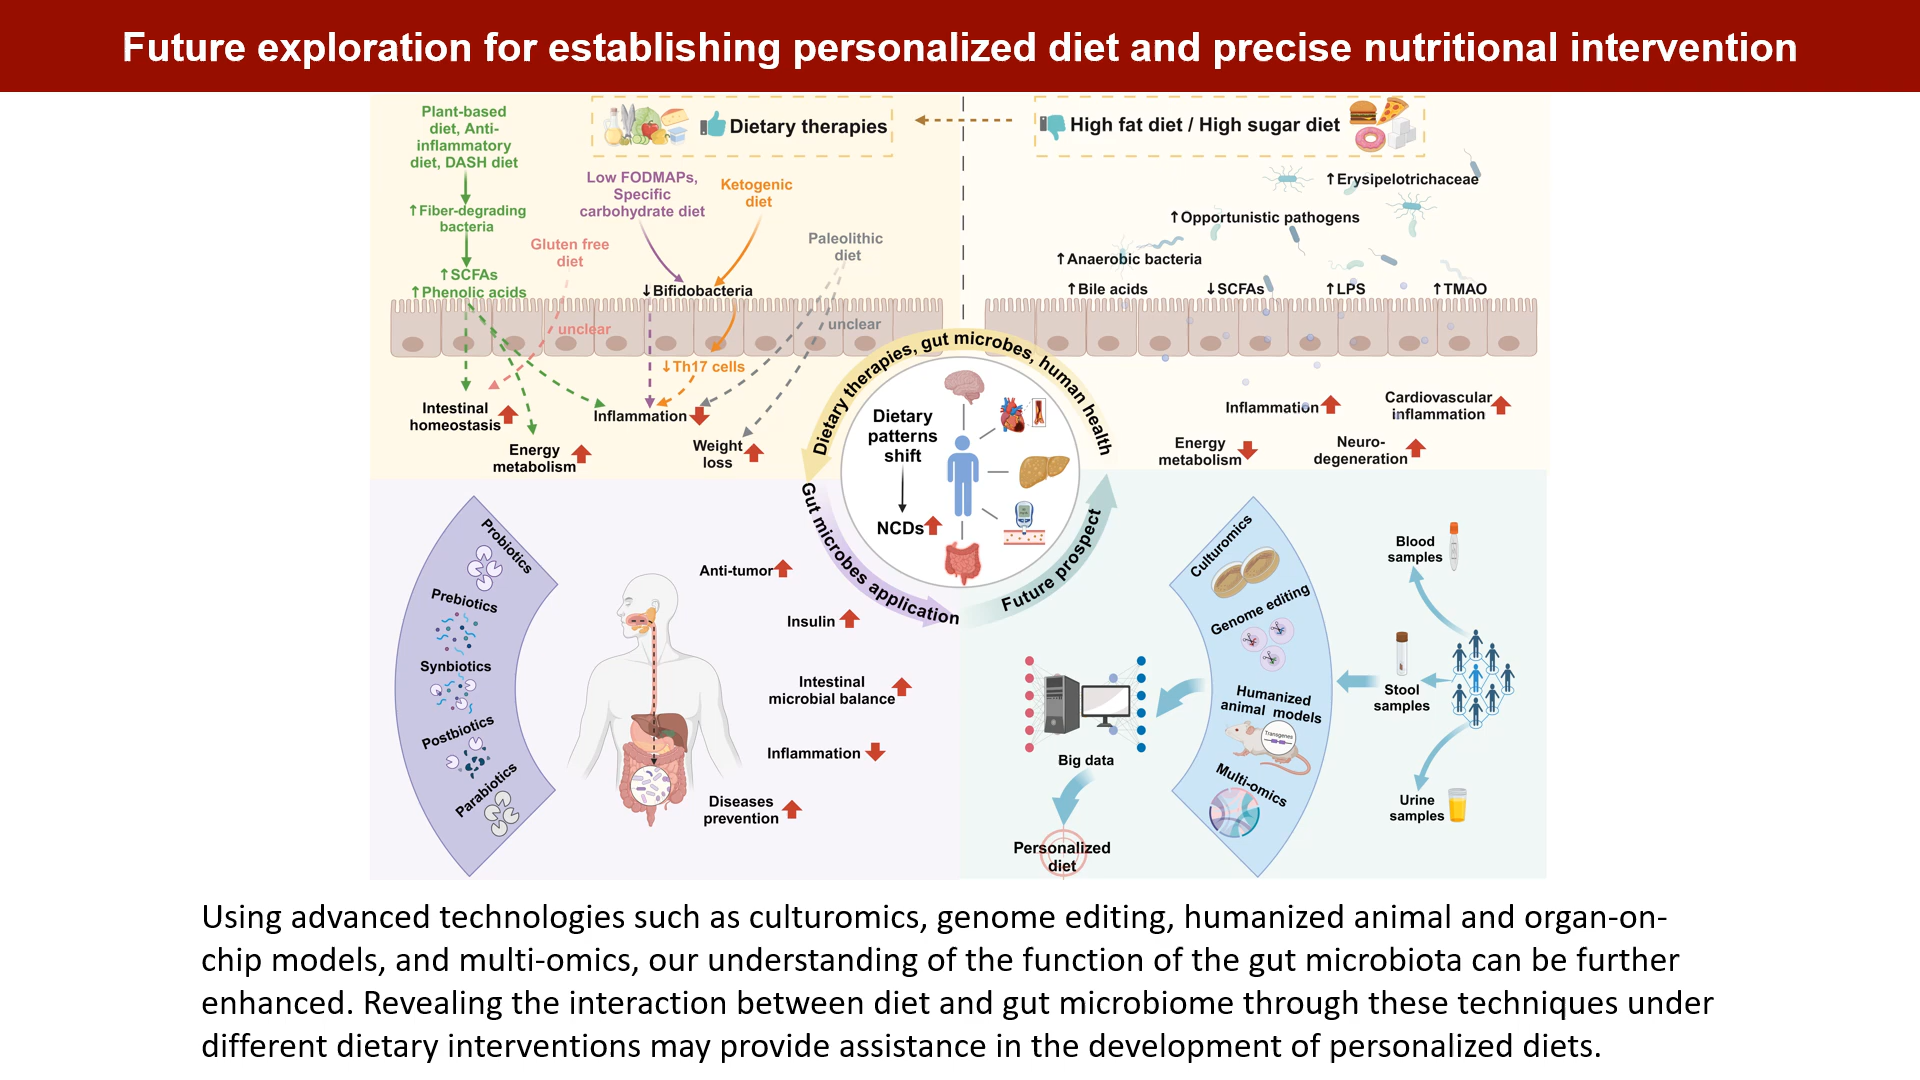 Future exploration for establishing personalized diet and precise nutritional intervention
Plant-based
diet, Anti-
inflammatory
diet, DASH diet
↑Fiber-degrading
bacteria
↑SCFAs
↑Phenolic acids
Dietary therapies
Low FODMAPs,
Specific
carbohydrate diet
Ketogenic
diet
Gluten free
diet
Paleolithic
diet
↓Bifidobacteria
unclear
unclear
↓Th17 cells
Intestinal
homeostasis
Energy
metabolism
Inflammation
Weight
loss
High fat diet / High sugar diet
↑Erysipelotrichaceae
↑Opportunistic pathogens
↑Anaerobic bacteria
↑Bile acids
↓SCFAs
↑LPS
↑TMAO
Inflammation
Cardiovascular
inflammation
Energy
metabolism
Neuro-
degeneration
Dietary therapies, gut microbes, human health
Gut microbes application
Future prospect
Dietary
patterns
shift
NCDs
Probiotics
Prebiotics
Synbiotics
Postbiotics
Parabiotics
Anti-tumor
Insulin
Intestinal
microbial balance
Inflammation
Diseases
prevention
Culturomics
Genome editing
Humanized
animal models
Transgenes
Multi-omics
Blood
samples
Stool
samples
Urine
samples
Big data
Personalized
diet
Using advanced technologies such as culturomics, genome editing, humanized animal and organ-on-
chip models, and multi-omics, our understanding of the function of the gut microbiota can be further
enhanced. Revealing the interaction between diet and gut microbiome through these techniques under
different dietary interventions may provide assistance in the development of personalized diets.